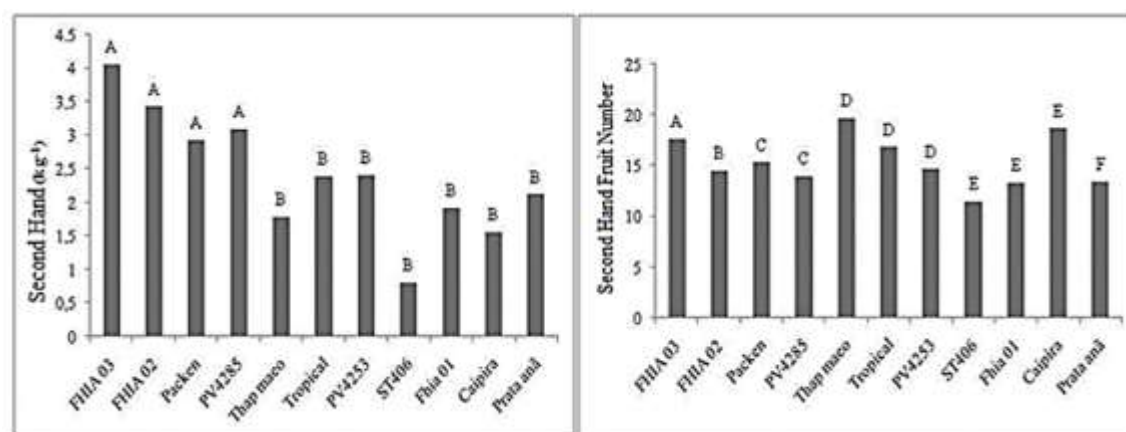 Second Hand (kg⁻¹)
4.5
4
3.5
3
2.5
2
1.5
1
0,5
0
A
A
A
A
B
B
B
B
B
B
B
FHIA 03
FHIA 02
Packen
PV4285
Thap maeo
Tropical
PV4253
ST406
Fhia 01
Caipira
Prata anã
Second Hand Fruit Number
25
20
15
10
5
0
A
B
C
C
D
D
D
E
E
E
F
FHIA 03
FHIA 02
Packen
PV4285
Thap maeo
Tropical
PV4253
ST406
Fhia 01
Caipira
Prata anã